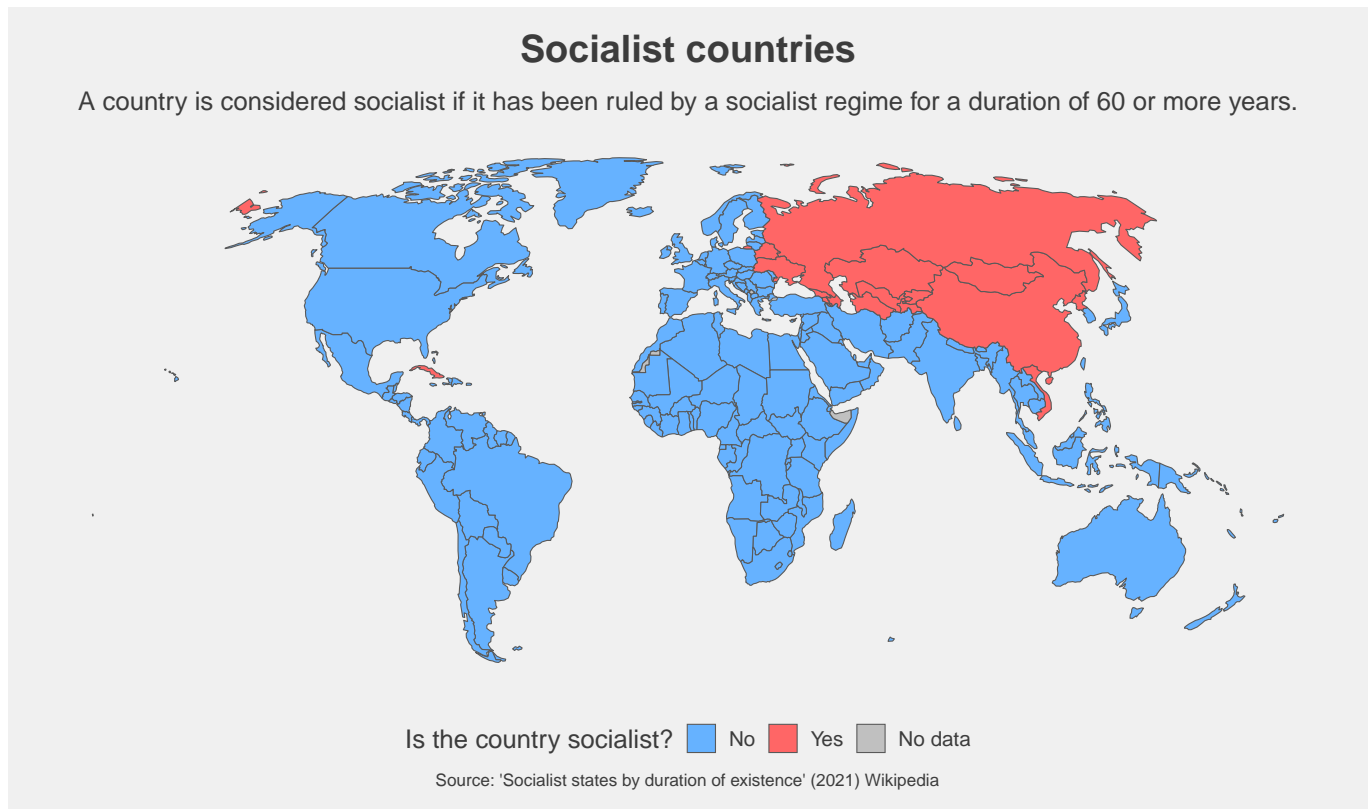 Socialist countries
A country is considered socialist if it has been ruled by a socialist regime for a duration of 60 or more years.
Is the country socialist? No Yes No data
Source: 'Socialist states by duration of existence' (2021) Wikipedia